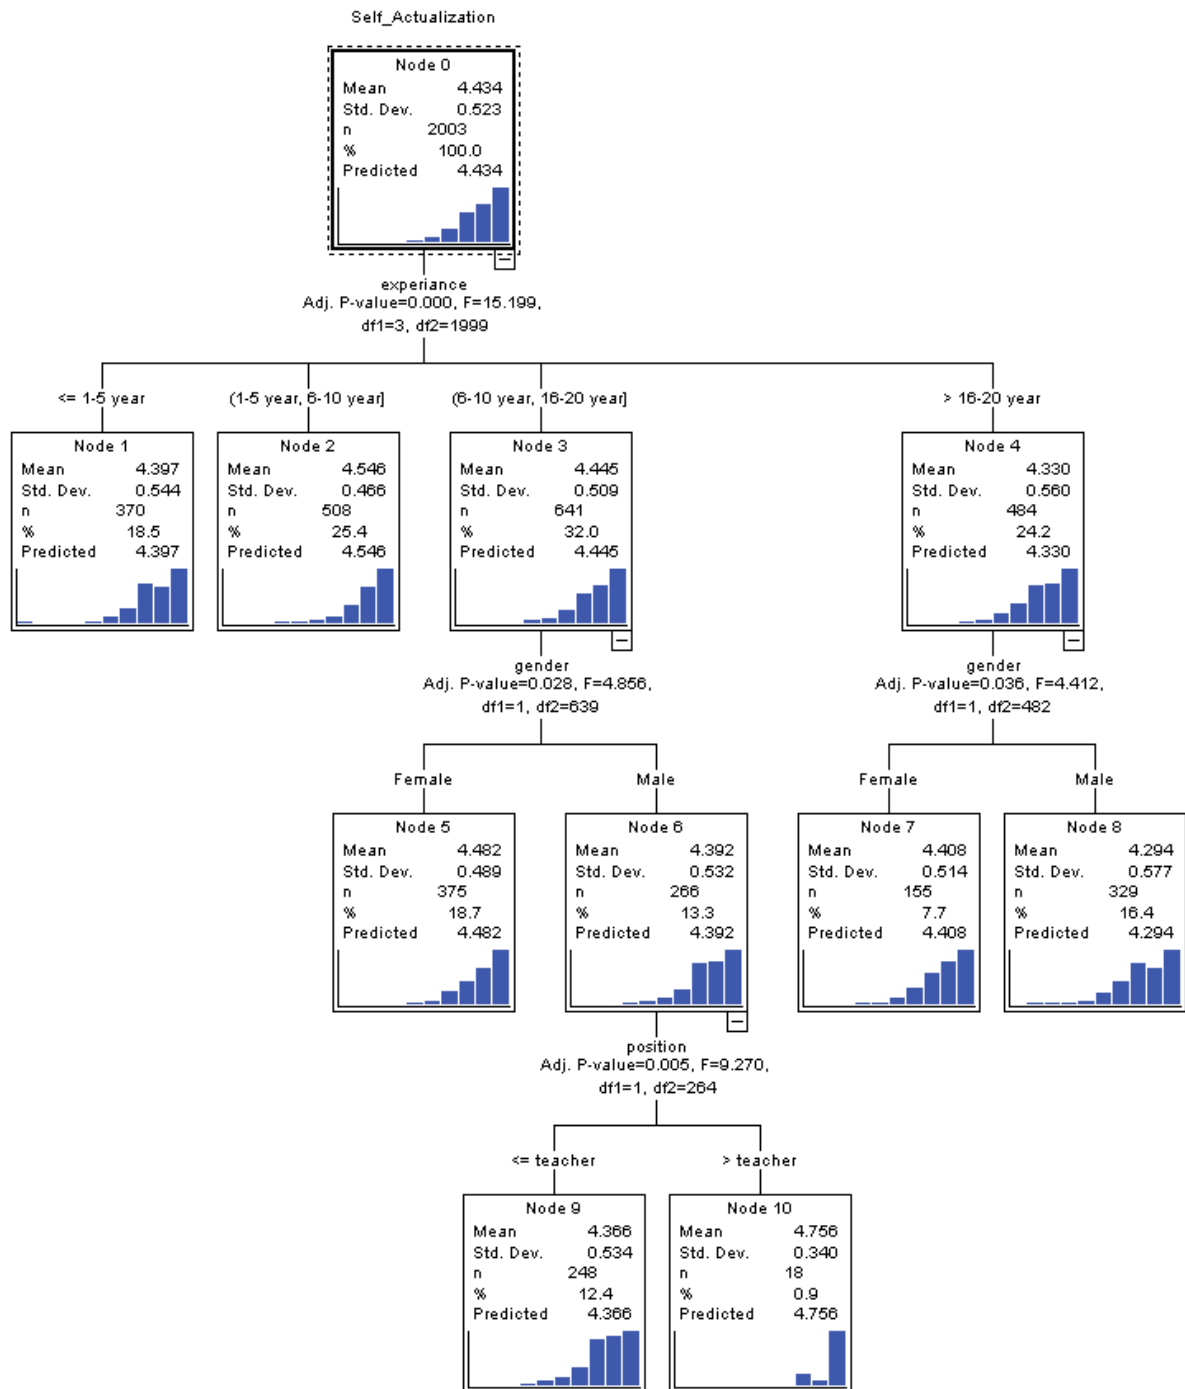 Self_Actualization
Node 0
Mean 4.434
Std. Dev. 0.523
n 2003
% 100.0
Predicted 4.434
experiance
Adj. P-value=0.000, F=15.199,
df1=3, df2=1999
<= 1-5 year
(1-5 year, 6-10 year]
(6-10 year, 16-20 year]
> 16-20 year
Node 1
Mean 4.397
Std. Dev. 0.544
n 370
% 18.5
Predicted 4.397
Node 2
Mean 4.546
Std. Dev. 0.466
n 508
% 25.4
Predicted 4.546
Node 3
Mean 4.445
Std. Dev. 0.509
n 641
% 32.0
Predicted 4.445
Node 4
Mean 4.330
Std. Dev. 0.560
n 484
% 24.2
Predicted 4.330
gender
Adj. P-value=0.028, F=4.856,
df1=1, df2=639
gender
Adj. P-value=0.036, F=4.412,
df1=1, df2=482
Female
Male
Female
Male
Node 5
Mean 4.482
Std. Dev. 0.489
n 375
% 18.7
Predicted 4.482
Node 6
Mean 4.392
Std. Dev. 0.532
n 266
% 13.3
Predicted 4.392
Node 7
Mean 4.408
Std. Dev. 0.514
n 155
% 7.7
Predicted 4.408
Node 8
Mean 4.294
Std. Dev. 0.577
n 329
% 16.4
Predicted 4.294
position
Adj. P-value=0.005, F=9.270,
df1=1, df2=264
<= teacher
> teacher
Node 9
Mean 4.366
Std. Dev. 0.534
n 248
% 12.4
Predicted 4.366
Node 10
Mean 4.756
Std. Dev. 0.340
n 18
% 0.9
Predicted 4.756